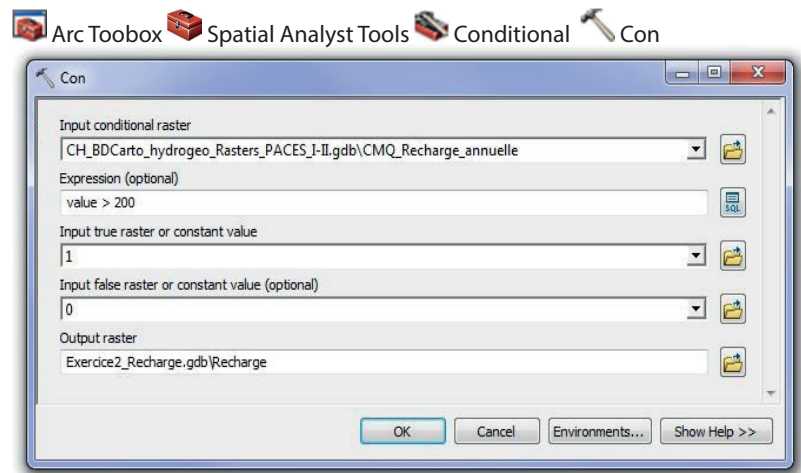 Arc Toobox Spatial Analyst Tools Conditional Con
Con
Input conditional raster
CH_BDCarto_hydrogeo_Rasters_PACES_I-II.gdb\CMQ_Recharge_annuelle
Expression (optional)
value > 200
SQL
Input true raster or constant value
1
Input false raster or constant value (optional)
0
Output raster
Exercice2_Recharge.gdb\Recharge
OK Cancel Environments... Show Help >>